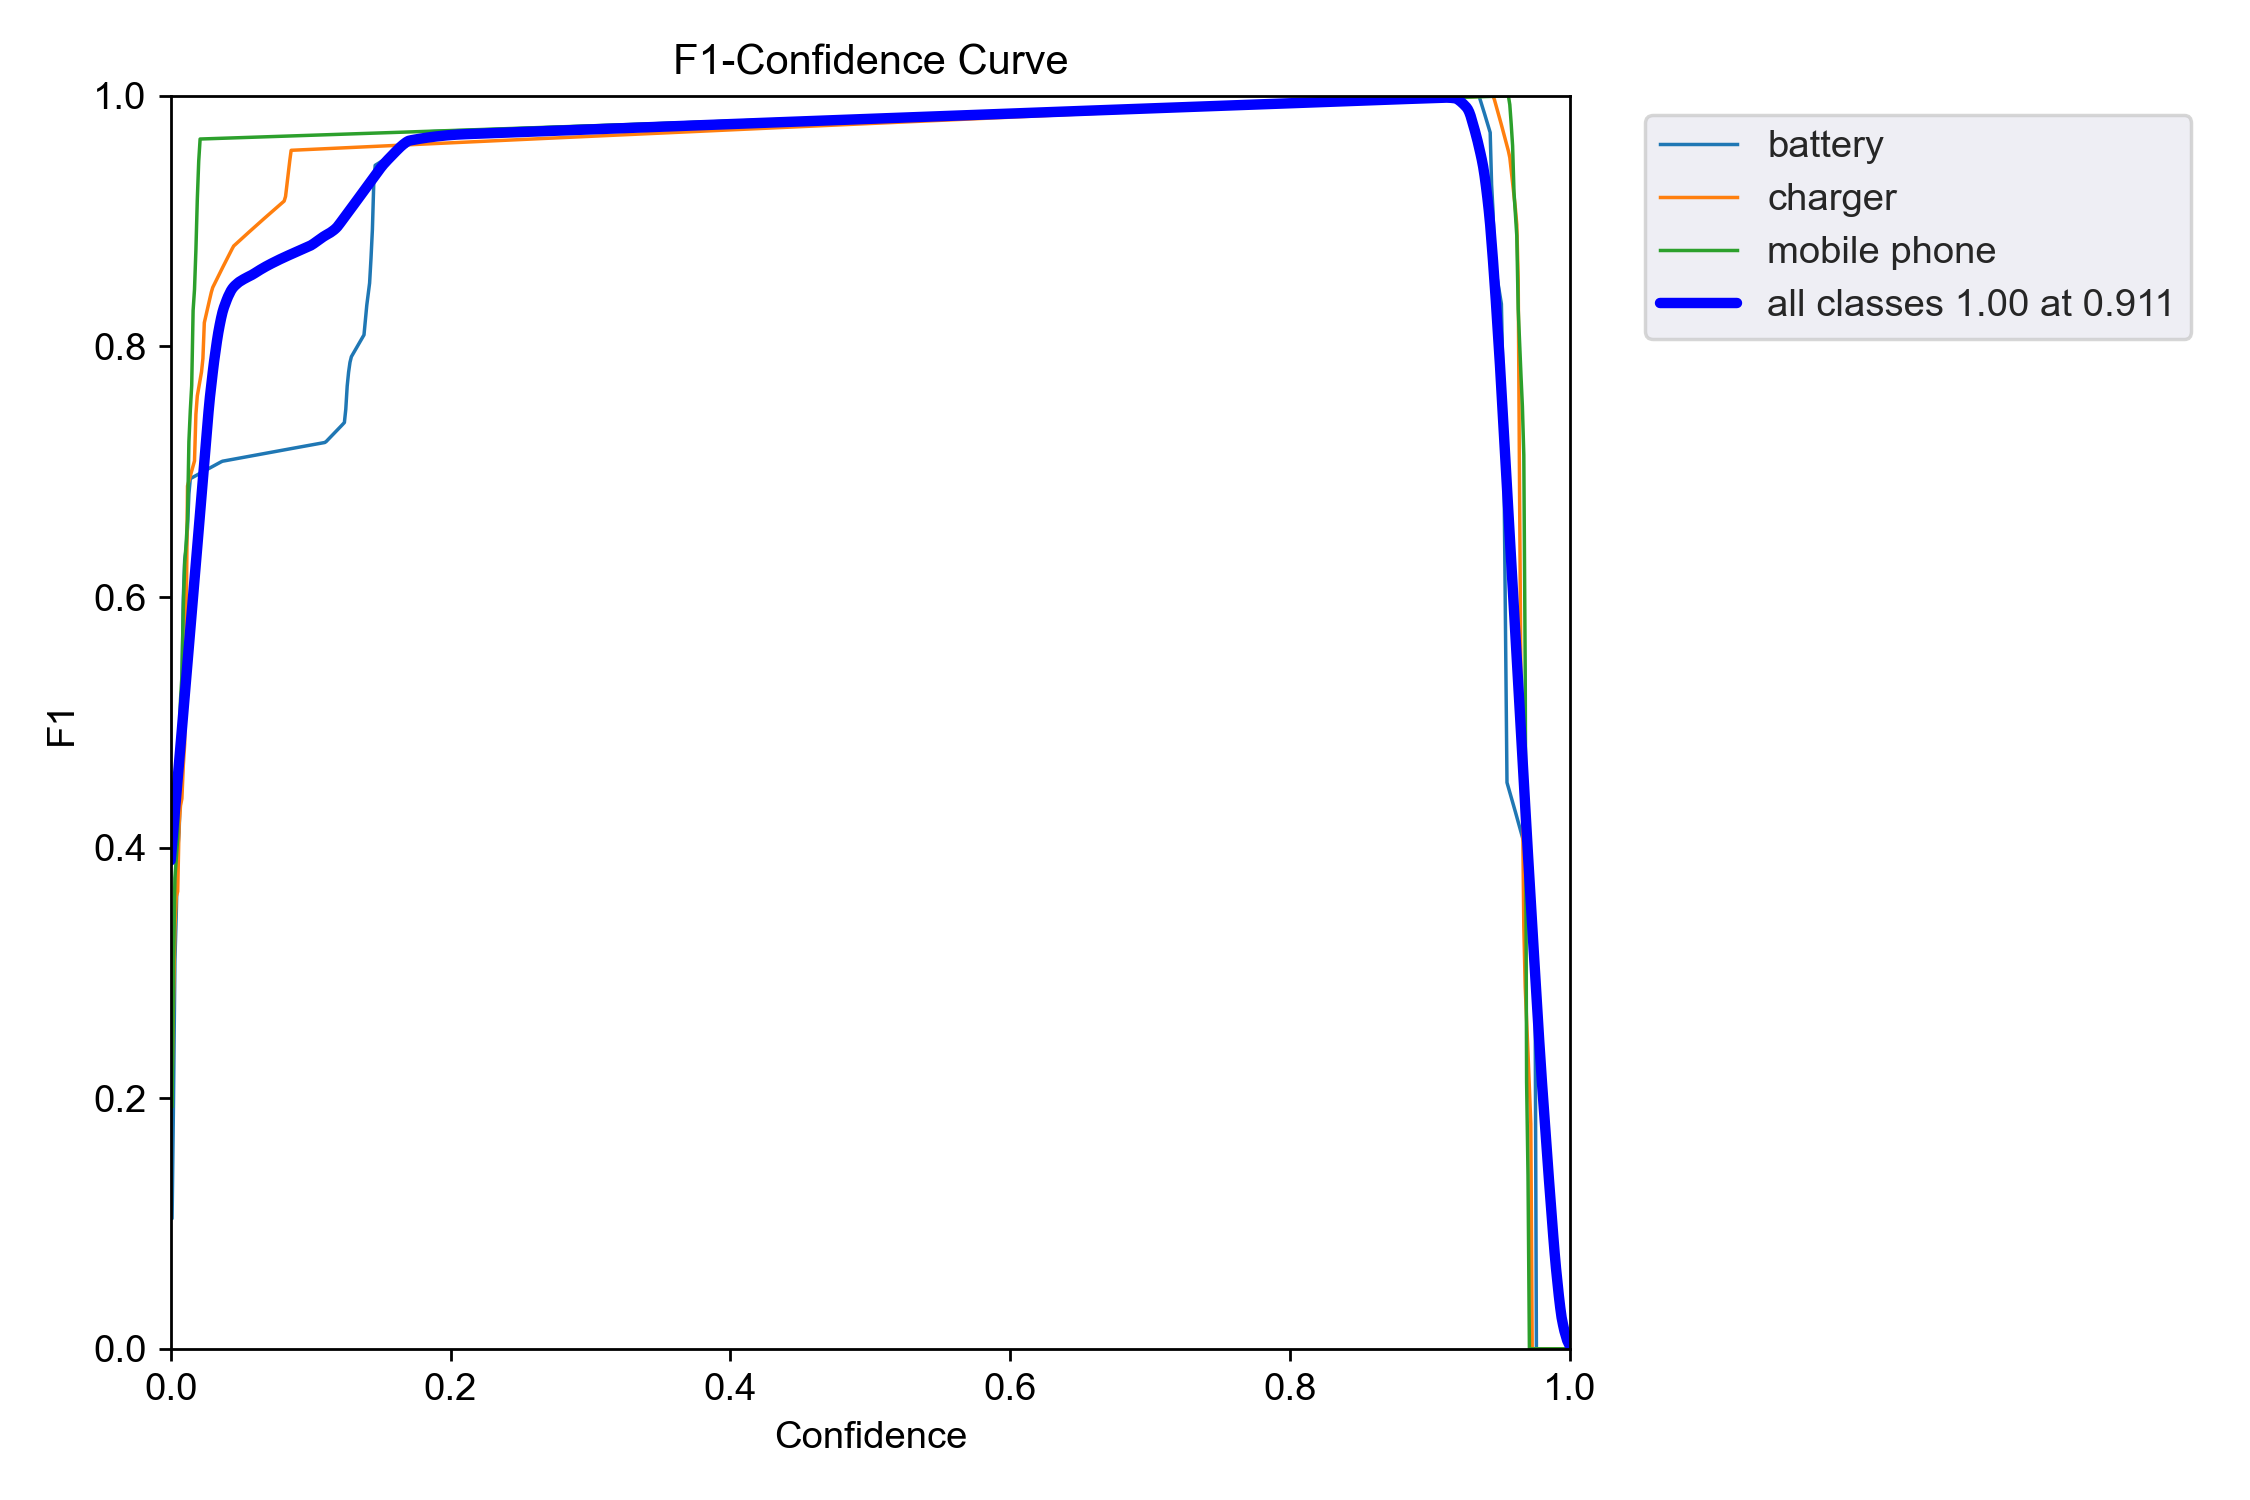 F1-Confidence Curve
1.0
0.8
0.6
0.4
0.2
0.0
F1
0.0 0.2 0.4 0.6 0.8 1.0
Confidence
battery
charger
mobile phone
all classes 1.00 at 0.911